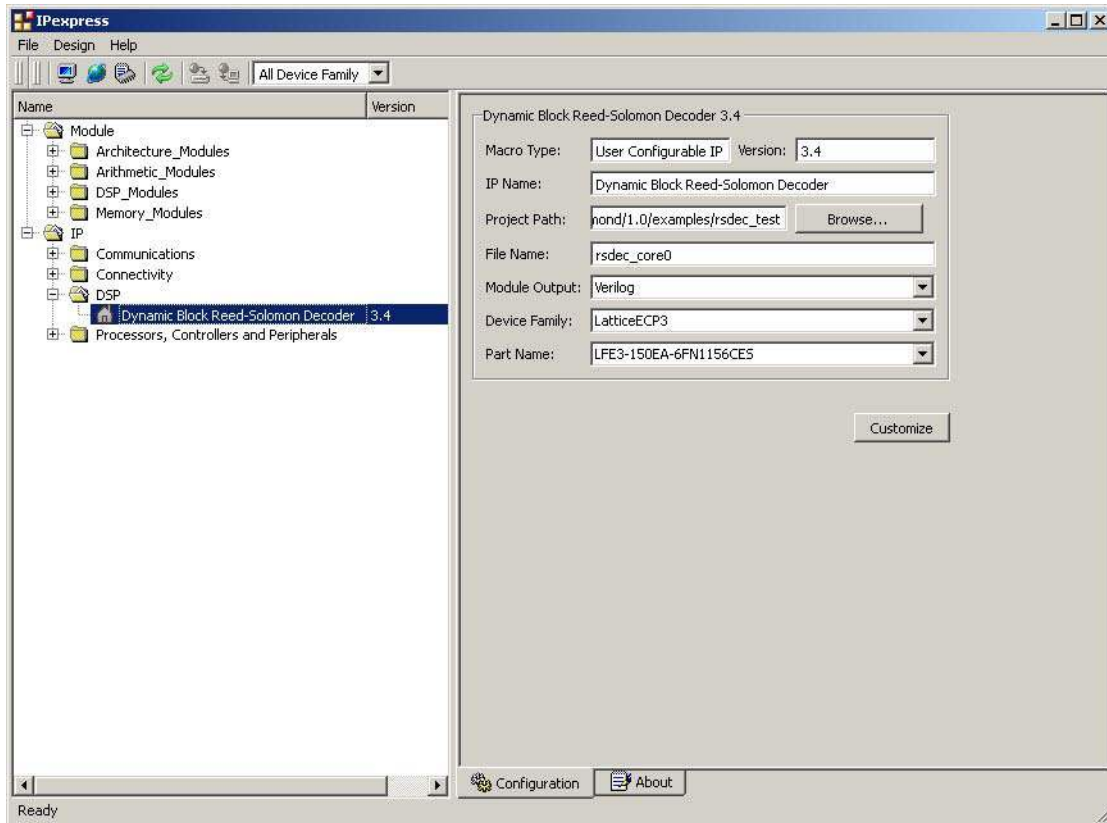 IPexpress
File Design Help
All Device Family
Name Version
Module
Architecture_Modules
Arithmetic_Modules
DSP_Modules
Memory_Modules
IP
Communications
Connectivity
DSP
Dynamic Block Reed-Solomon Decoder 3.4
Processors, Controllers and Peripherals
Dynamic Block Reed-Solomon Decoder 3.4
Macro Type: User Configurable IP Version: 3.4
IP Name: Dynamic Block Reed-Solomon Decoder
Project Path: nond/1.0/examples/rsdec_test Browse...
File Name: rsdec_core0
Module Output: Verilog
Device Family: LatticeECP3
Part Name: LFE3-150EA-6FN1156CES
Customize
Configuration About
Ready